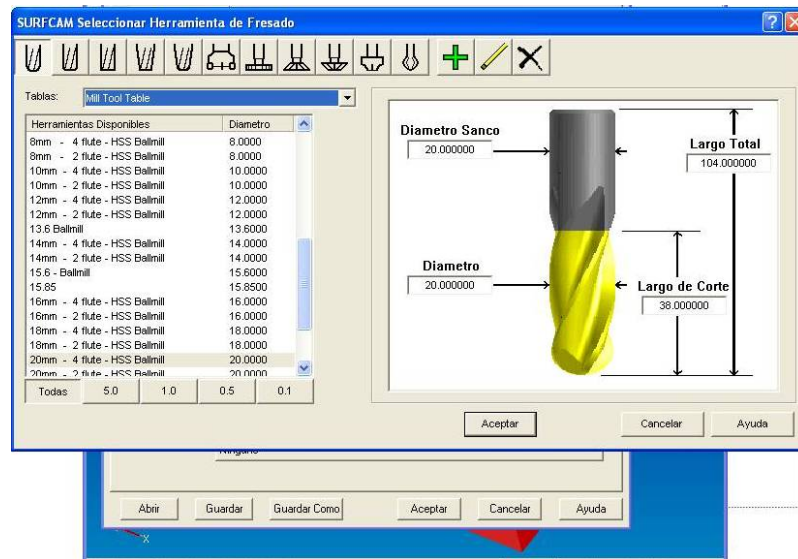 SURFCAM Seleccionar Herramienta de Fresado
Tablas: Mill Tool Table
Herramientas Disponibles Diametro
8mm - 4 flute - HSS Ballmill 8.0000
8mm - 2 flute - HSS Ballmill 8.0000
10mm - 4 flute - HSS Ballmill 10.0000
10mm - 2 flute - HSS Ballmill 10.0000
12mm - 4 flute - HSS Ballmill 12.0000
12mm - 2 flute - HSS Ballmill 12.0000
13.6 Ballmill 13.6000
14mm - 4 flute - HSS Ballmill 14.0000
14mm - 2 flute - HSS Ballmill 14.0000
15.6 - Ballmill 15.6000
15.85 15.8500
16mm - 4 flute - HSS Ballmill 16.0000
16mm - 2 flute - HSS Ballmill 16.0000
18mm - 4 flute - HSS Ballmill 18.0000
18mm - 2 flute - HSS Ballmill 18.0000
20mm - 4 flute - HSS Ballmill 20.0000
20mm - 2 flute - HSS Ballmill 20.0000
Todas 5.0 1.0 0.5 0.1
Diametro Sanco
20.000000
Largo Total
104.000000
Diametro
20.000000
Largo de Corte
38.000000
Aceptar Cancelar Ayuda
Ninguno
Abrir Guardar Guardar Como Aceptar Cancelar Ayuda
X